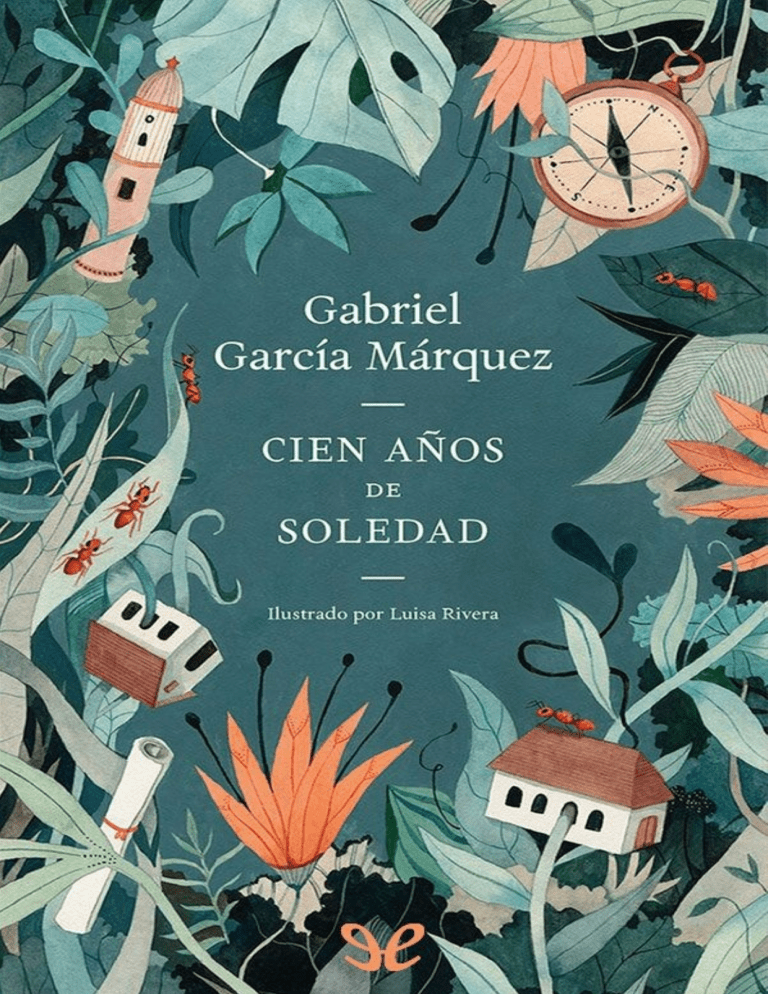 N
E
S
Gabriel
García Márquez
CIEN AÑOS
DE
SOLEDAD
Ilustrado por Luisa Rivera